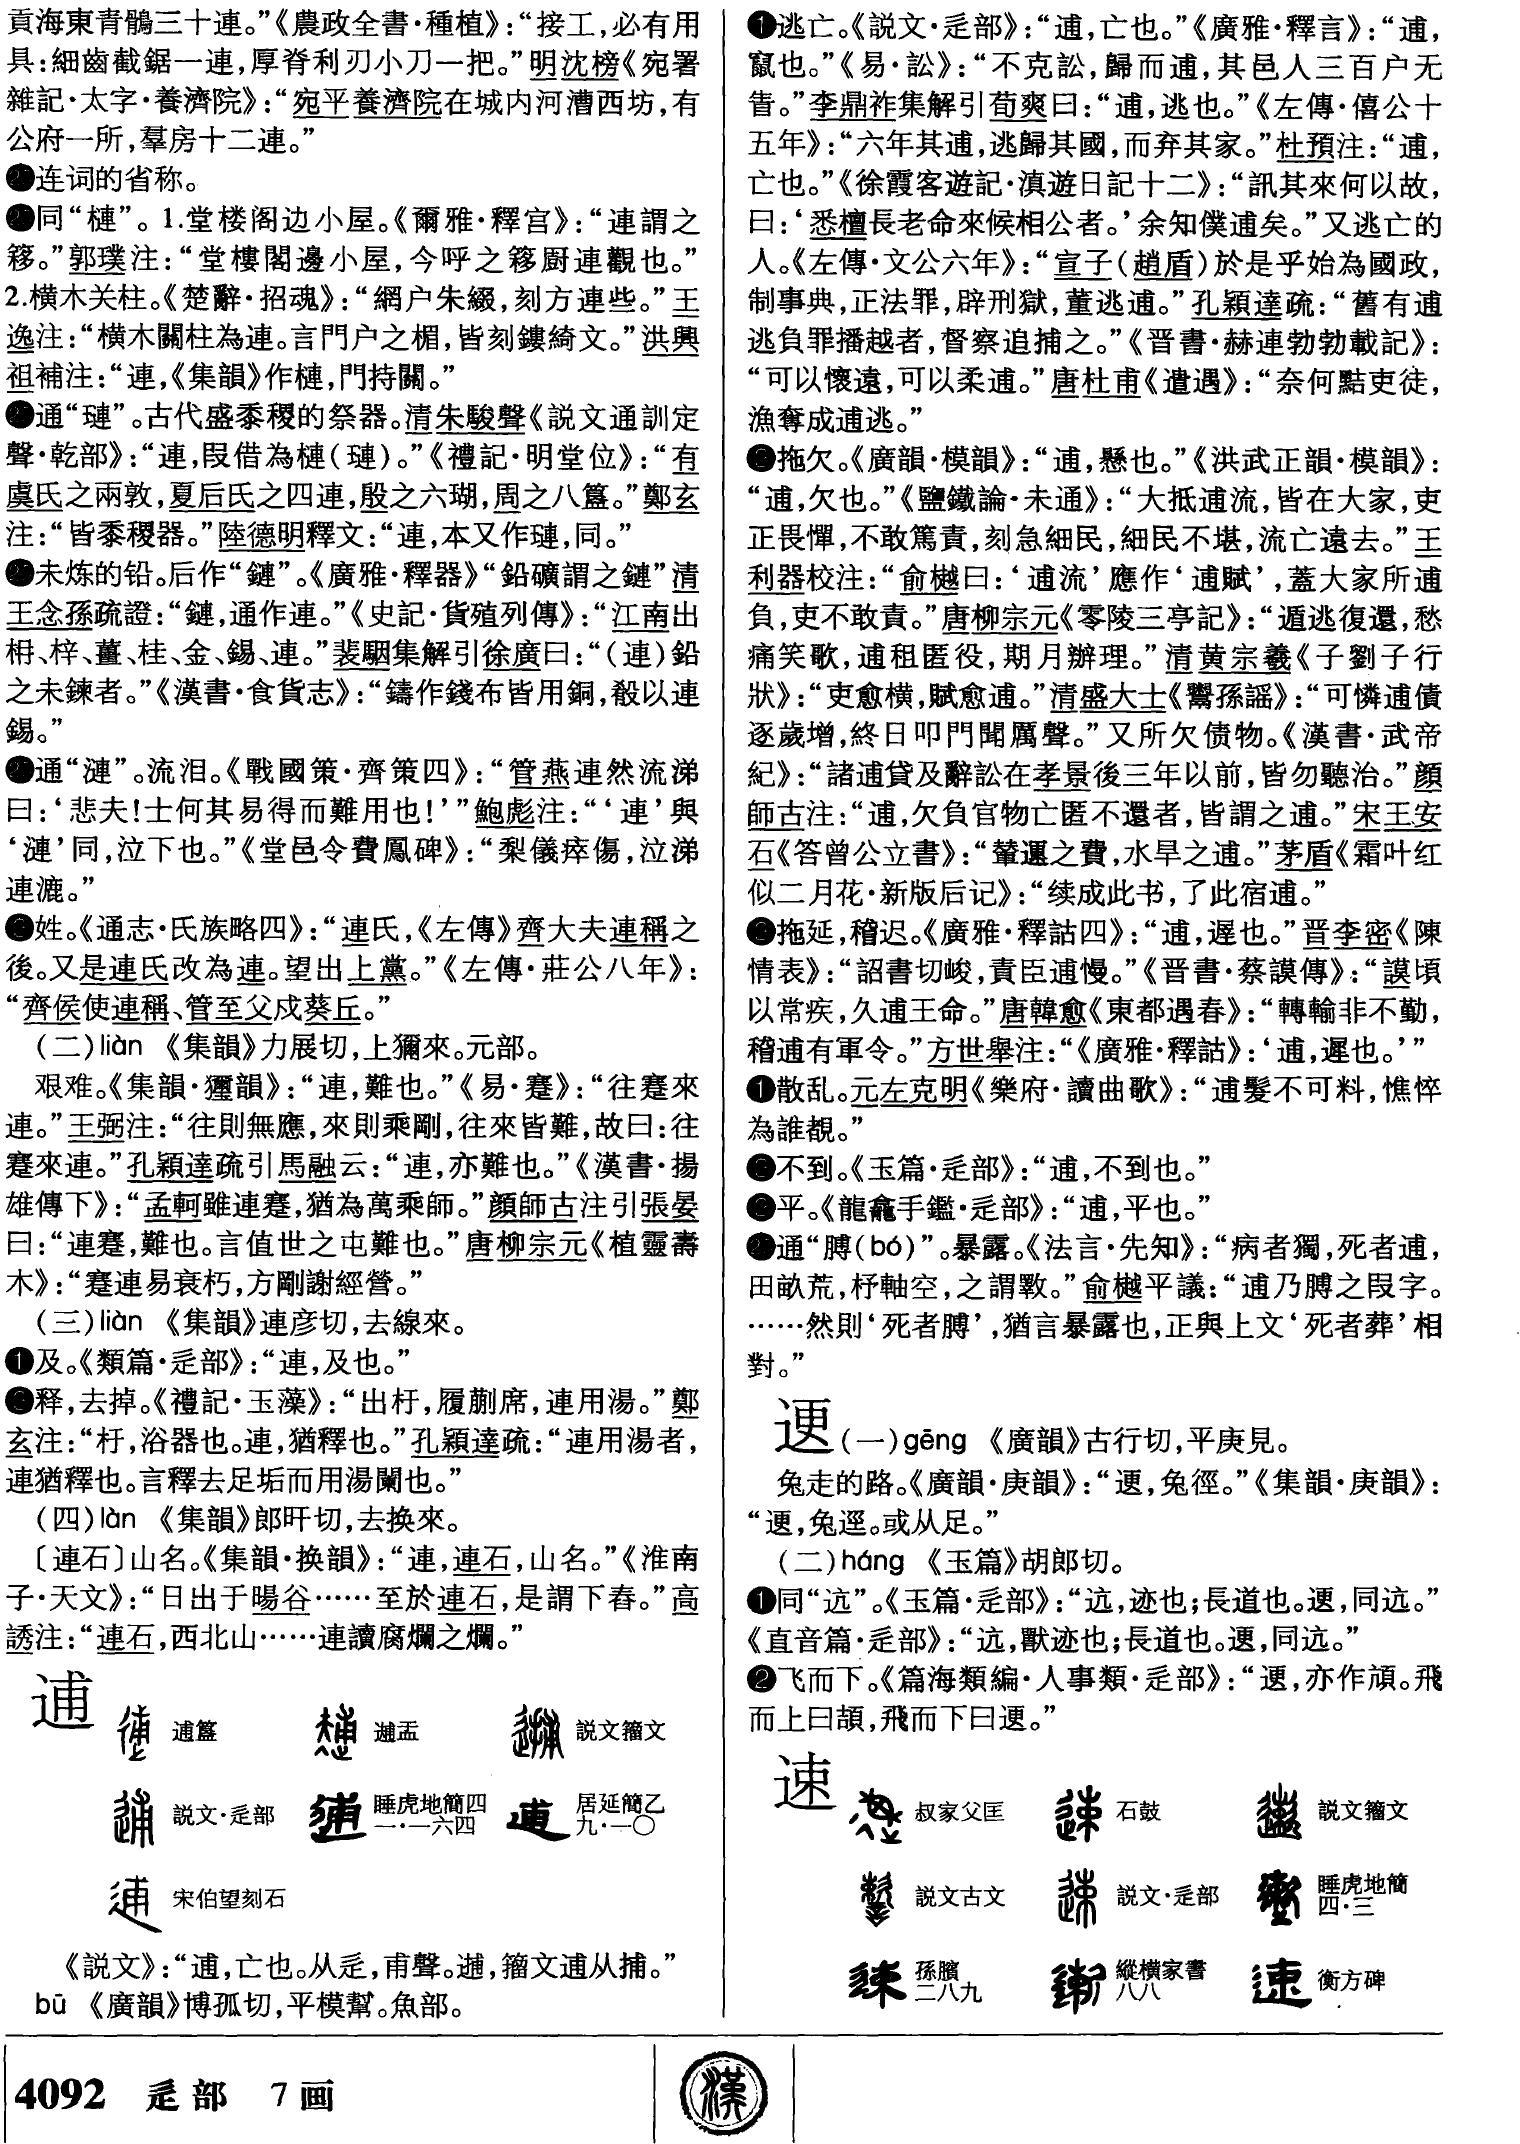 貢海東青鶻三十連。”《農政全書·種植》：“接工，必有用
具：細齒截鋸一連，厚脊利刃小刀一把。”明沈榜《宛署
雜記·太字·養濟院》：“宛平養濟院在城内河漕西坊，有
公府一所，羣房十二連。”
连词的省称。
同“槤”。1.堂楼阁边小屋。《爾雅·釋宫》：“連謂之
簃。”郭璞注：“堂樓閣邊小屋，今呼之簃厨連觀也。”
2.横木关柱。《楚辭·招魂》：“網户朱綴，刻方連些。”王
逸注：“横木關柱為連。言門户之楣，皆刻鏤綺文。”洪興
祖補注：“連，《集韻》作槤，門持關。”
通“璉”。古代盛黍稷的祭器。清朱駿聲《説文通訓定
聲·乾部》：“連，叚借為槤（璉）。”《禮記·明堂位》：“有
虞氏之兩敦，夏后氏之四連，殷之六瑚，周之八簋。”鄭玄
注：“皆黍稷器。”陸德明釋文：“連，本又作璉，同。”
未炼的铅。后作“鏈”。《廣雅·釋器》“鉛礦謂之鏈”清
王念孫疏證：“鏈，通作連。”《史記·貨殖列傳》：“江南出
枏、梓、薑、桂、金、錫、連。”裴駰集解引徐廣曰：“（連）鉛
之未鍊者。”《漢書·食貨志》：“鑄作錢布皆用銅，殽以連
錫。”
通“漣”。流泪。《戰國策·齊策四》：“管燕連然流涕
曰：‘悲夫！士何其易得而難用也！’”鮑彪注：“‘連’與
‘漣’同，泣下也。”《堂邑令費鳳碑》：“梨儀瘁傷，泣涕
連漉。”
姓。《通志·氏族略四》：“連氏，《左傳》齊大夫連稱之
後。又是連氏改為連。望出上黨。”《左傳·莊公八年》：
“齊侯使連稱、管至父戍葵丘。”
（二）liàn 《集韻》力展切，上獮來。元部。
艰难。《集韻·𤣗韻》：“連，難也。”《易·蹇》：“往蹇來
連。”王弼注：“往則無應，來則乘剛，往來皆難，故曰：往
蹇來連。”孔穎達疏引馬融云：“連，亦難也。”《漢書·揚
雄傳下》：“孟軻雖連蹇，猶為萬乘師。”顔師古注引張晏
曰：“連蹇，難也。言值世之屯難也。”唐柳宗元《植靈壽
木》：“蹇連易衰朽，方剛謝經營。”
（三）liàn 《集韻》連彦切，去線來。
❶及。《類篇·辵部》：“連，及也。”
❷释，去掉。《禮記·玉藻》：“出杅，履蒯席，連用湯。”鄭
玄注：“杅，浴器也。連，猶釋也。”孔穎達疏：“連用湯者，
連猶釋也。言釋去足垢而用湯闌也。”
（四）làn 《集韻》郎旰切，去换來。
〔連石〕山名。《集韻·换韻》：“連，連石，山名。”《淮南
子·天文》：“日出于暘谷……至於連石，是謂下舂。”高
誘注：“連石，西北山……連讀腐爛之爛。”
逋
逋簋 逋盂 説文籀文
説文·辵部 睡虎地簡四一·一六四 居延簡乙九·一〇
宋伯望刻石
《説文》：“逋，亡也。从辵，甫聲。𨔣，籀文逋从捕。”
bū 《廣韻》博孤切，平模幫。魚部。
❶逃亡。《説文·辵部》：“逋，亡也。”《廣雅·釋言》：“逋，
竄也。”《易·訟》：“不克訟，歸而逋，其邑人三百户无
眚。”李鼎祚集解引荀爽曰：“逋，逃也。”《左傳·僖公十
五年》：“六年其逋，逃歸其國，而弃其家。”杜預注：“逋，
亡也。”《徐霞客遊記·滇遊日記十二》：“訊其來何以故，
曰：‘悉檀長老命來候相公者。’余知僕逋矣。”又逃亡的
人。《左傳·文公六年》：“宣子（趙盾）於是乎始為國政，
制事典，正法罪，辟刑獄，董逃逋。”孔穎達疏：“舊有逋
逃負罪播越者，督察追捕之。”《晋書·赫連勃勃載記》：
“可以懷遠，可以柔逋。”唐杜甫《遣遇》：“奈何黠吏徒，
漁奪成逋逃。”
❷拖欠。《廣韻·模韻》：“逋，懸也。”《洪武正韻·模韻》：
“逋，欠也。”《鹽鐵論·未通》：“大抵逋流，皆在大家，吏
正畏憚，不敢篤責，刻急細民，細民不堪，流亡遠去。”王
利器校注：“俞樾曰：‘逋流’應作‘逋賦’，蓋大家所逋
負，吏不敢責。”唐柳宗元《零陵三亭記》：“遁逃復還，愁
痛笑歌，逋租匿役，期月辦理。”清黄宗羲《子劉子行
狀》：“吏愈横，賦愈逋。”清盛大士《鬻孫謡》：“可憐逋債
逐歲增，終日叩門聞厲聲。”又所欠债物。《漢書·武帝
紀》：“諸逋貸及辭訟在孝景後三年以前，皆勿聽治。”顔
師古注：“逋，欠負官物亡匿不還者，皆謂之逋。”宋王安
石《答曾公立書》：“輦運之費，水旱之逋。”茅盾《霜叶红
似二月花·新版后记》：“续成此书，了此宿逋。”
❸拖延，稽迟。《廣雅·釋詁四》：“逋，遲也。”晋李密《陳
情表》：“詔書切峻，責臣逋慢。”《晋書·蔡謨傳》：“謨頃
以常疾，久逋王命。”唐韓愈《東都遇春》：“轉輸非不勤，
稽逋有軍令。”方世舉注：“《廣雅·釋詁》：‘逋，遲也。’”
散乱。元左克明《樂府·讀曲歌》：“逋髮不可料，憔悴
為誰覩。”
不到。《玉篇·辵部》：“逋，不到也。”
平。《龍龕手鑑·辵部》：“逋，平也。”
通“膊（bó）”。暴露。《法言·先知》：“病者獨，死者逋，
田畝荒，杼軸空，之謂斁。”俞樾平議：“逋乃膊之叚字。
……然則‘死者膊’，猶言暴露也，正與上文‘死者葬’相
對。”
㢚（一）gēng 《廣韻》古行切，平庚見。
兔走的路。《廣韻·庚韻》：“𨁈，兔徑。”《集韻·庚韻》：
“𨁈，兔逕。或从足。”
（二）háng 《玉篇》胡郎切。
❶同“迒”。《玉篇·辵部》：“迒，迹也；長道也。𨁈，同迒。”
《直音篇·辵部》：“迒，獸迹也；長道也。𨁈，同迒。”
❷飞而下。《篇海類編·人事類·辵部》：“𨁈，亦作頏。飛
而上曰頡，飛而下曰𨁈。”
速
叔家父匡 石鼓 説文籀文
説文古文 説文·辵部 睡虎地簡四·三
孫臏二八九 縱横家書八八 衡方碑
4092 辵部 7画
漢